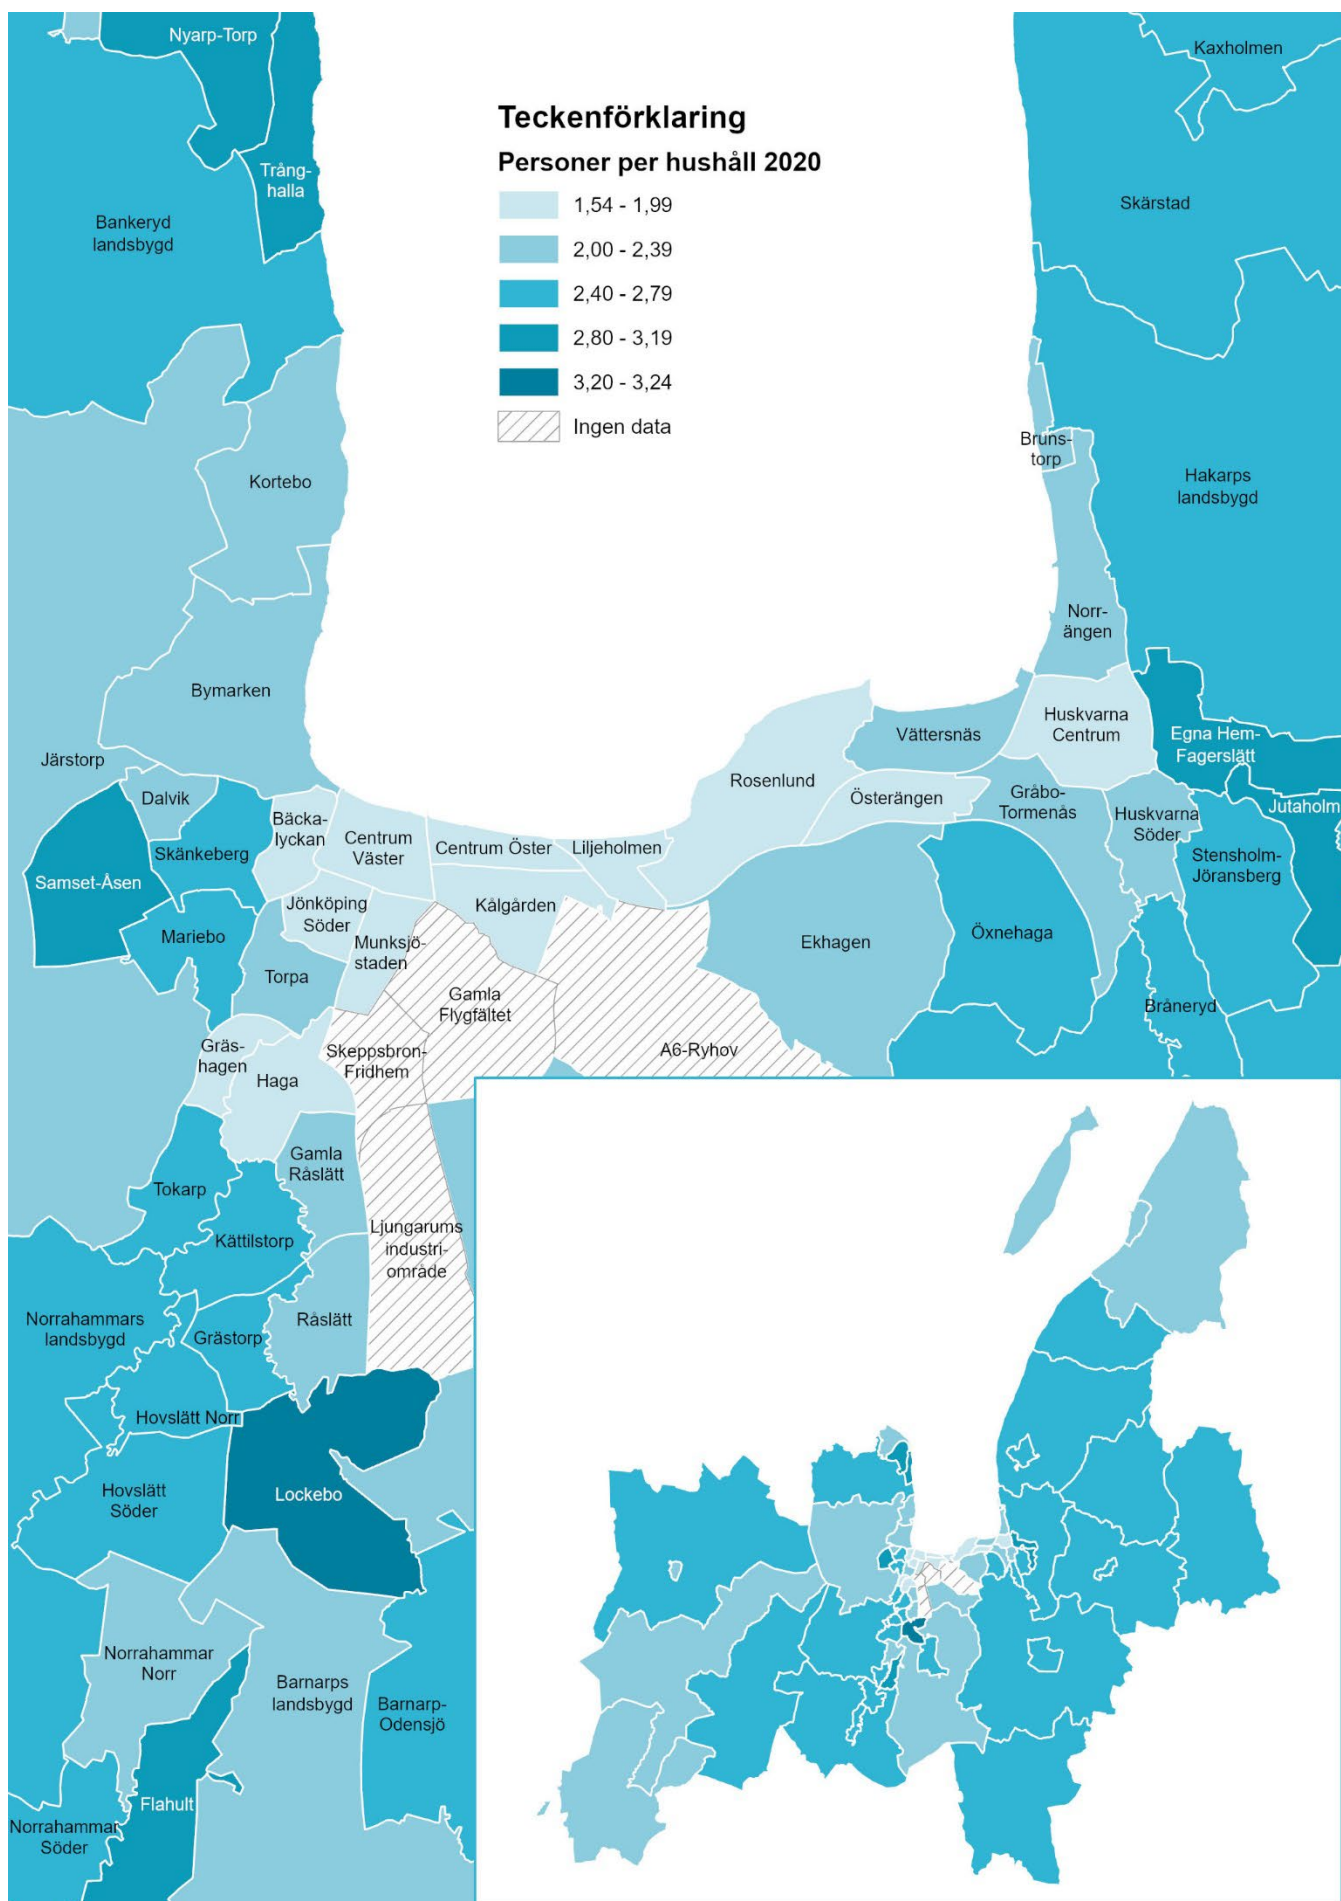 Nyarp-Torp
Kaxholmen
Teckenförklaring
Personer per hushåll 2020
1,54 - 1,99
2,00 - 2,39
2,40 - 2,79
2,80 - 3,19
3,20 - 3,24
Ingen data
Trång-
halla
Skärstad
Bankeryd
landsbygd
Bruns-
torp
Kortebo
Hakarps
landsbygd
Norr-
ängen
Bymarken
Huskvarna
Centrum
Vättersnäs
Egna Hem-
Fagerslätt
Järstorp
Rosenlund
Dalvik
Österängen
Gråbo-
Tormenås
Jutaholm
Bäcka-
lyckan
Huskvarna
Söder
Centrum
Väster
Centrum Öster
Liljeholmen
Skänkeberg
Stensholm-
Jöransberg
Samset-Åsen
Jönköping
Söder
Kålgården
Mariebo
Munksjö-
staden
Ekhagen
Öxnehaga
Torpa
Gamla
Flygfältet
Bråneryd
Gräs-
hagen
Skeppsbron-
Fridhem
A6-Ryhov
Haga
Gamla
Råslätt
Tokarp
Kättilstorp
Ljungarums
industri-
område
Norrahammars
landsbygd
Grästorp
Råslätt
Hovslätt Norr
Hovslätt
Söder
Lockebo
Norrahammar
Norr
Barnarps
landsbygd
Barnarp-
Odensjö
Flahult
Norrahammar
Söder